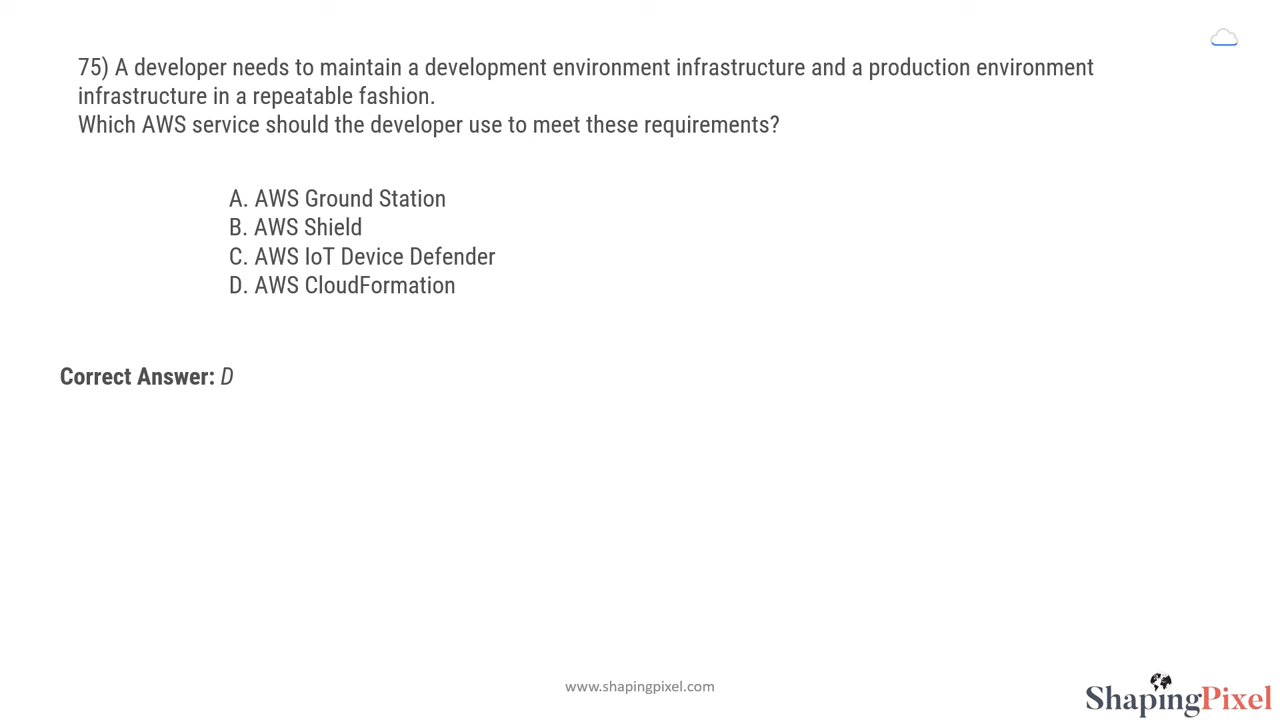 75) A developer needs to maintain a development environment infrastructure and a production environment
infrastructure in a repeatable fashion.
Which AWS service should the developer use to meet these requirements?
A. AWS Ground Station
B. AWS Shield
C. AWS IoT Device Defender
D. AWS CloudFormation
Correct Answer: D
www.shapingpixel.com
ShapingPixel